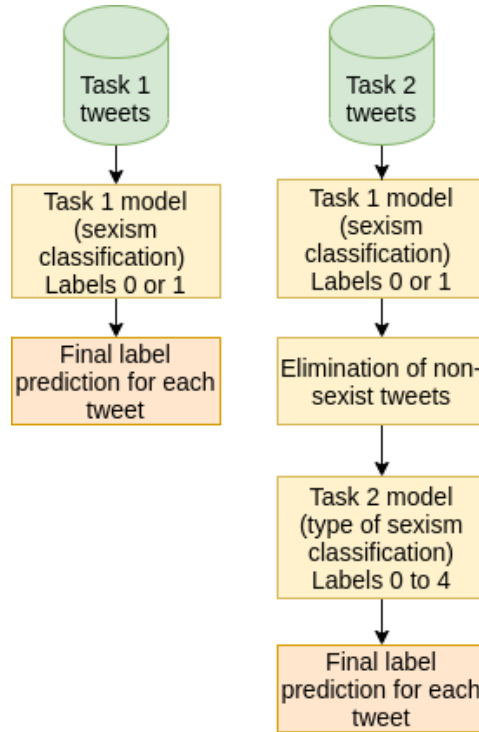 Task 1
tweets
Task 1 model
(sexism
classification)
Labels 0 or 1
Final label
prediction for each
tweet
Task 2
tweets
Task 1 model
(sexism
classification)
Labels 0 or 1
Elimination of non-
sexist tweets
Task 2 model
(type of sexism
classification)
Labels 0 to 4
Final label
prediction for each
tweet